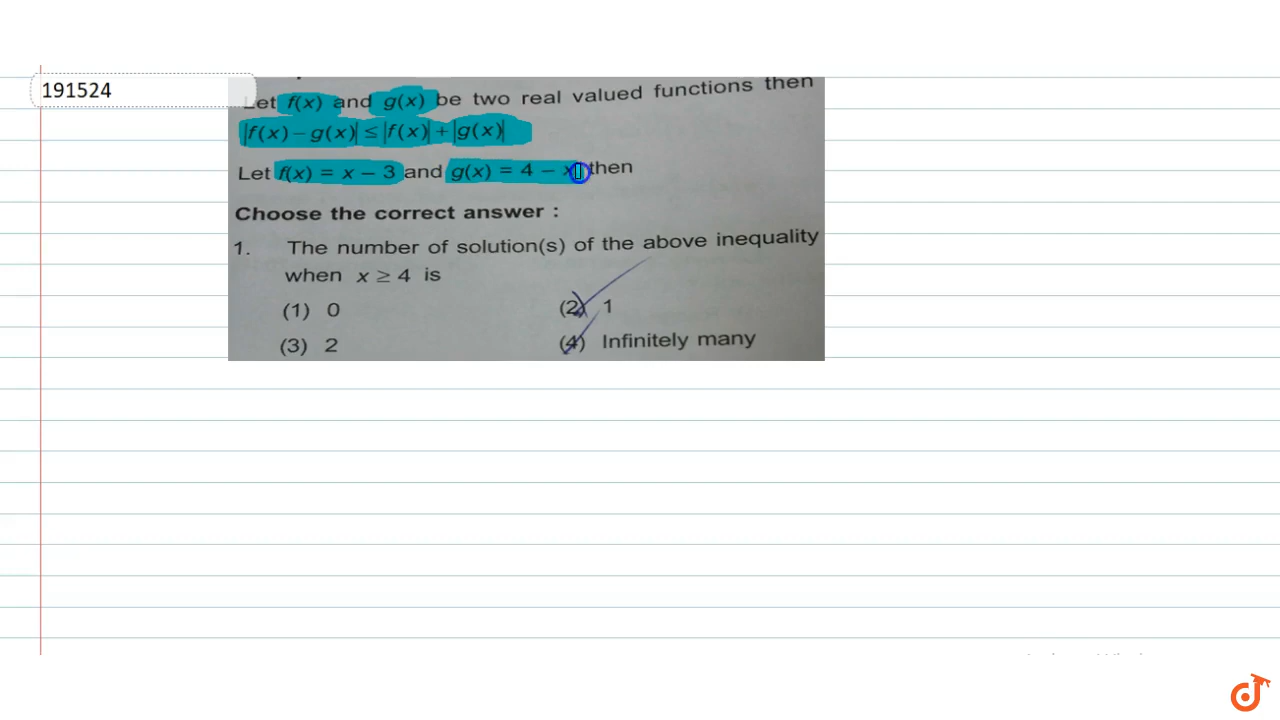 191524
Let f(x) and g(x) be two real valued functions then
|f(x) − g(x)| ≤ |f(x)| + |g(x)|
Let f(x) = x − 3 and g(x) = 4 − x then
Choose the correct answer :
1. The number of solution(s) of the above inequality
when x ≥ 4 is
(1) 0 (2) 1
(3) 2 (4) Infinitely many